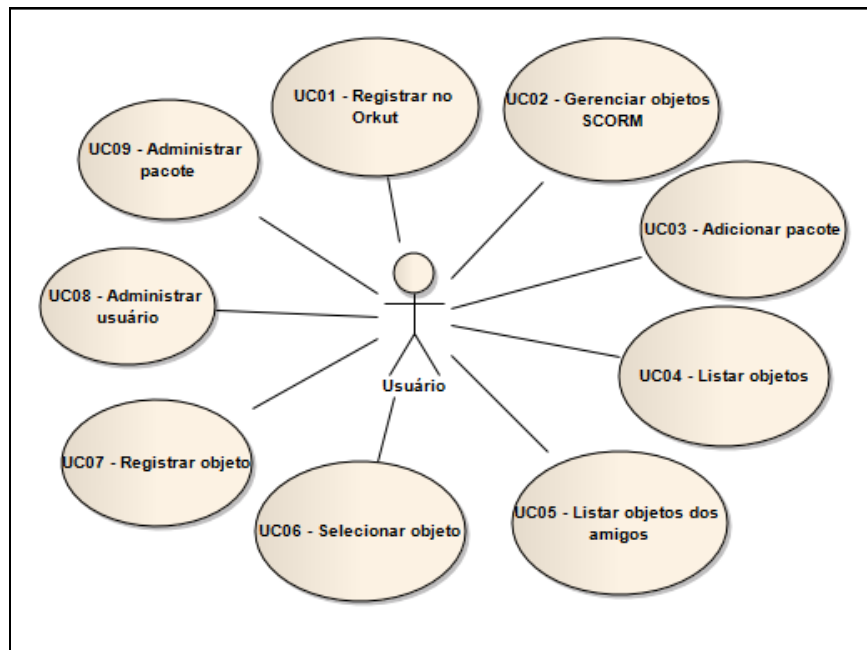 UC01 - Registrar no
Orkut
UC02 - Gerenciar objetos
SCORM
UC09 - Administrar
pacote
UC03 - Adicionar pacote
UC08 - Administrar
usuário
UC04 - Listar objetos
Usuário
UC07 - Registrar objeto
UC06 - Selecionar objeto
UC05 - Listar objetos dos
amigos